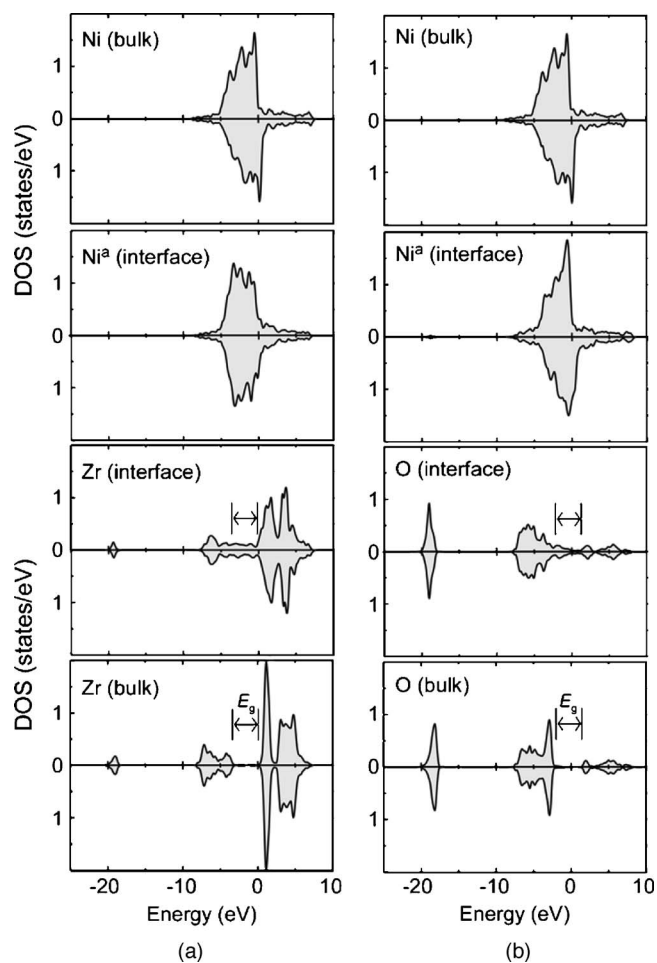 Ni (bulk)
1
0
1
Niᵃ (interface)
1
0
1
DOS (states/eV)
Zr (interface)
1
0
1
Zr (bulk)
E_g
1
0
1
DOS (states/eV)
-20 -10 0 10
Energy (eV)
(a)
Ni (bulk)
1
0
1
Niᵃ (interface)
1
0
1
O (interface)
1
0
1
O (bulk)
E_g
1
0
1
-20 -10 0 10
Energy (eV)
(b)